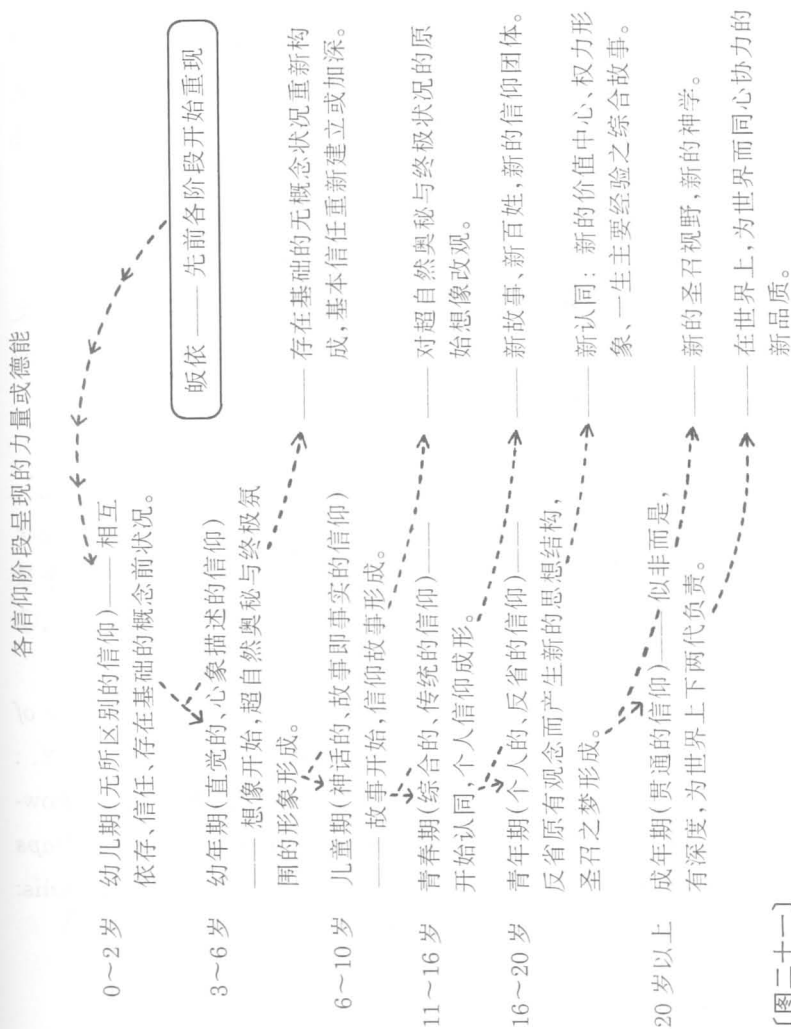 各信仰阶段呈现的力量或德能
皈依——先前各阶段开始重现
0~2 岁
幼儿期(无所区别的信仰)——相互
依存、信任、存在基础的概念前状况。
——存在基础的无概念状况重新构
成,基本信任重新建立或加深。
3~6 岁
幼年期(直觉的、心象描述的信仰)
——想像开始,超自然奥秘与终极氛
围的形象形成。
——对超自然奥秘与终极状况的原
始想像改观。
6~10 岁
儿童期(神话的、故事即事实的信仰)
——故事开始,信仰故事形成。
——新故事、新百姓,新的信仰团体。
11~16 岁
青春期(综合的、传统的信仰)——
开始认同,个人信仰成形。
——新认同：新的价值中心、权力形
象、一生主要经验之综合故事。
16~20 岁
青年期(个人的、反省的信仰)——
反省原有观念而产生新的思想结构,
圣召之梦形成。
——新的圣召视野,新的神学。
20 岁以上
成年期(贯通的信仰)——似非而是,
有深度,为世界上下两代负责。
——在世界上,为世界而同心协力的
新品质。
〔图二十一〕